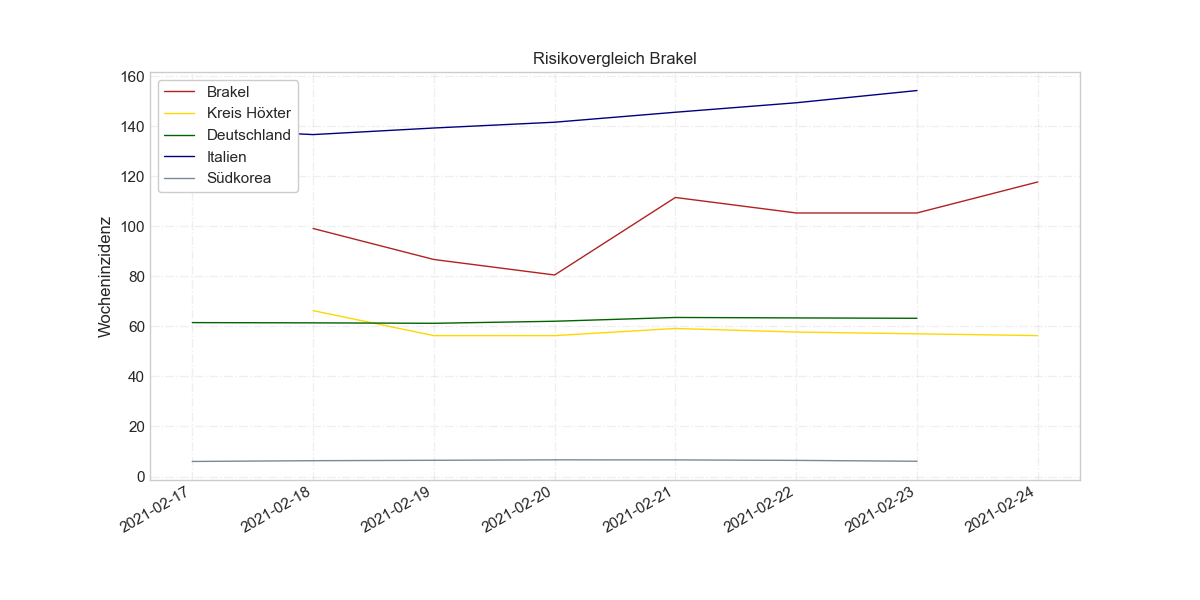 Risikovergleich Brakel
Wocheninzidenz
160
140
120
100
80
60
40
20
0
Brakel
Kreis Höxter
Deutschland
Italien
Südkorea
2021-02-17
2021-02-18
2021-02-19
2021-02-20
2021-02-21
2021-02-22
2021-02-23
2021-02-24